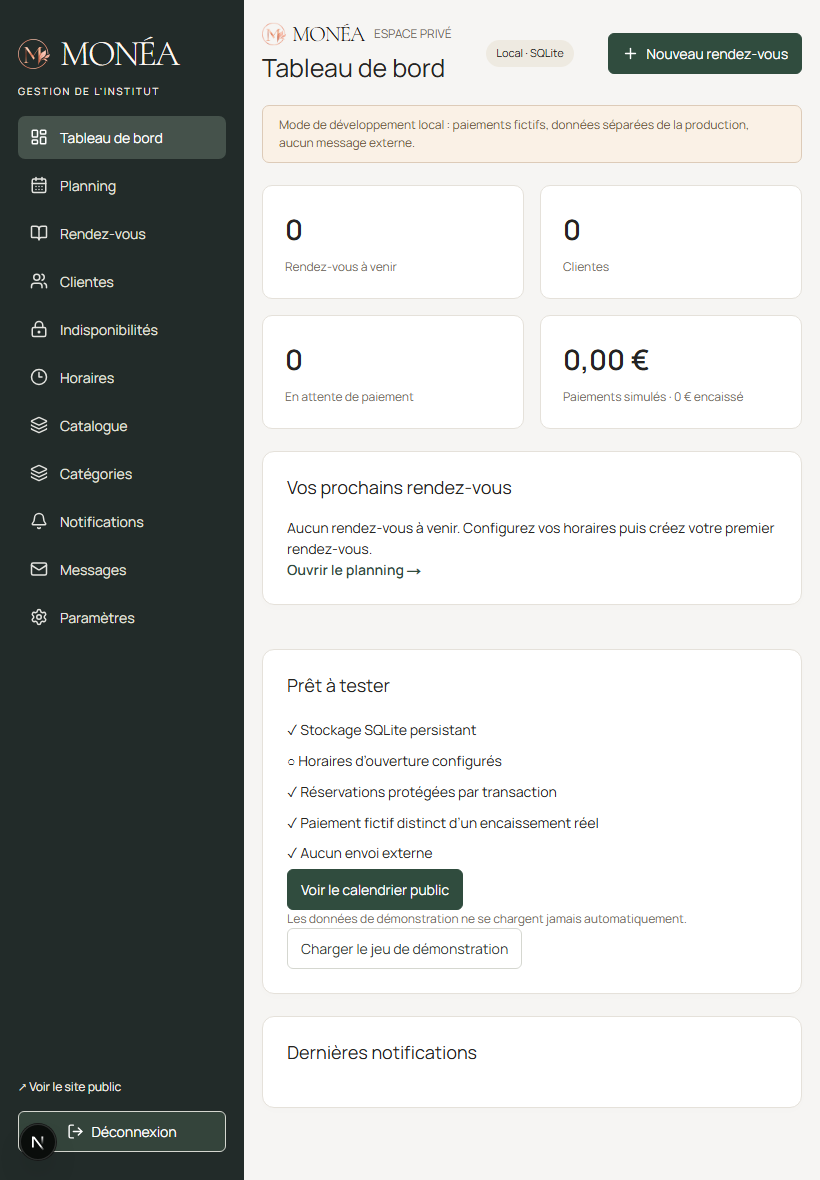 MONÉA
GESTION DE L'INSTITUT
Tableau de bord
Planning
Rendez-vous
Clientes
Indisponibilités
Horaires
Catalogue
Catégories
Notifications
Messages
Paramètres
↗ Voir le site public
Déconnexion
N
MONÉA ESPACE PRIVÉ
Tableau de bord
Local · SQLite
+ Nouveau rendez-vous
Mode de développement local : paiements fictifs, données séparées de la production,
aucun message externe.
0
Rendez-vous à venir
0
Clientes
0
En attente de paiement
0,00 €
Paiements simulés · 0 € encaissé
Vos prochains rendez-vous
Aucun rendez-vous à venir. Configurez vos horaires puis créez votre premier
rendez-vous.
Ouvrir le planning →
Prêt à tester
✓ Stockage SQLite persistant
○ Horaires d'ouverture configurés
✓ Réservations protégées par transaction
✓ Paiement fictif distinct d'un encaissement réel
✓ Aucun envoi externe
Voir le calendrier public
Les données de démonstration ne se chargent jamais automatiquement.
Charger le jeu de démonstration
Dernières notifications